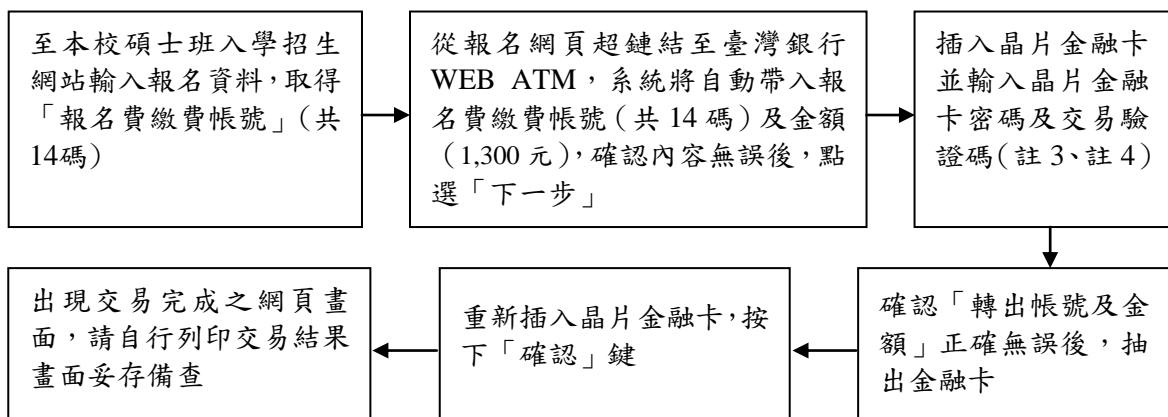 至本校碩士班入學招生
網站輸入報名資料,取得
「報名費繳費帳號」(共
14碼)
從報名網頁超鏈結至臺灣銀行
WEB ATM,系統將自動帶入報
名費繳費帳號(共 14 碼)及金額
(1,300 元),確認內容無誤後,點
選「下一步」
插入晶片金融卡
並輸入晶片金融
卡密碼及交易驗
證碼(註 3、註 4)
確認「轉出帳號及金
額」正確無誤後,抽
出金融卡
重新插入晶片金融卡,按
下「確認」鍵
出現交易完成之網頁畫
面,請自行列印交易結果
畫面妥存備查